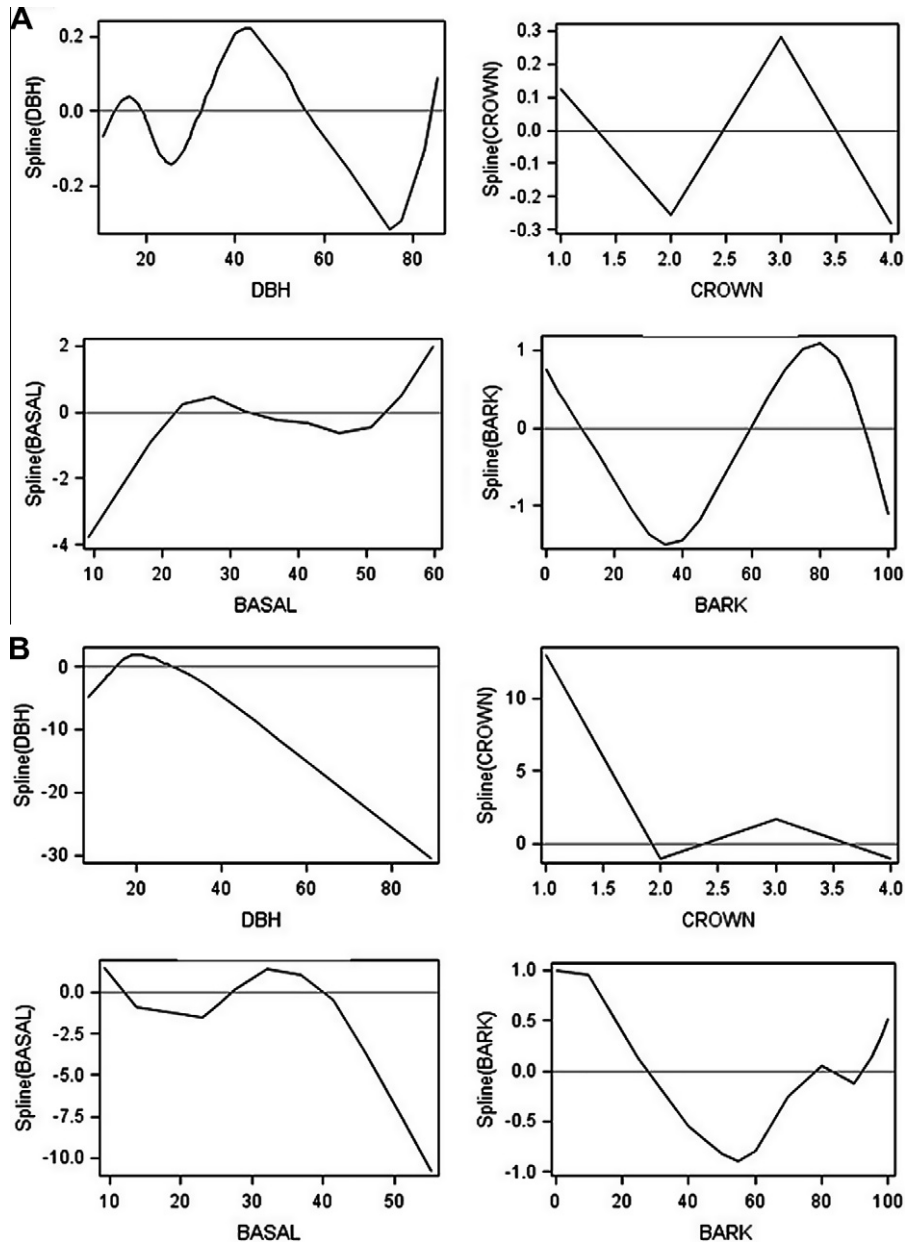 A
Spline(DBH)
0.2
0.0
-0.2
20 40 60 80
DBH
Spline(CROWN)
0.3
0.2
0.1
0.0
-0.1
-0.2
-0.3
1.0 1.5 2.0 2.5 3.0 3.5 4.0
CROWN
Spline(BASAL)
2
0
-2
-4
10 20 30 40 50 60
BASAL
Spline(BARK)
1
0
-1
0 20 40 60 80 100
BARK
B
Spline(DBH)
0
-10
-20
-30
20 40 60 80
DBH
Spline(CROWN)
10
5
0
1.0 1.5 2.0 2.5 3.0 3.5 4.0
CROWN
Spline(BASAL)
0.0
-2.5
-5.0
-7.5
-10.0
10 20 30 40 50
BASAL
Spline(BARK)
1.0
0.5
0.0
-0.5
-1.0
0 20 40 60 80 100
BARK